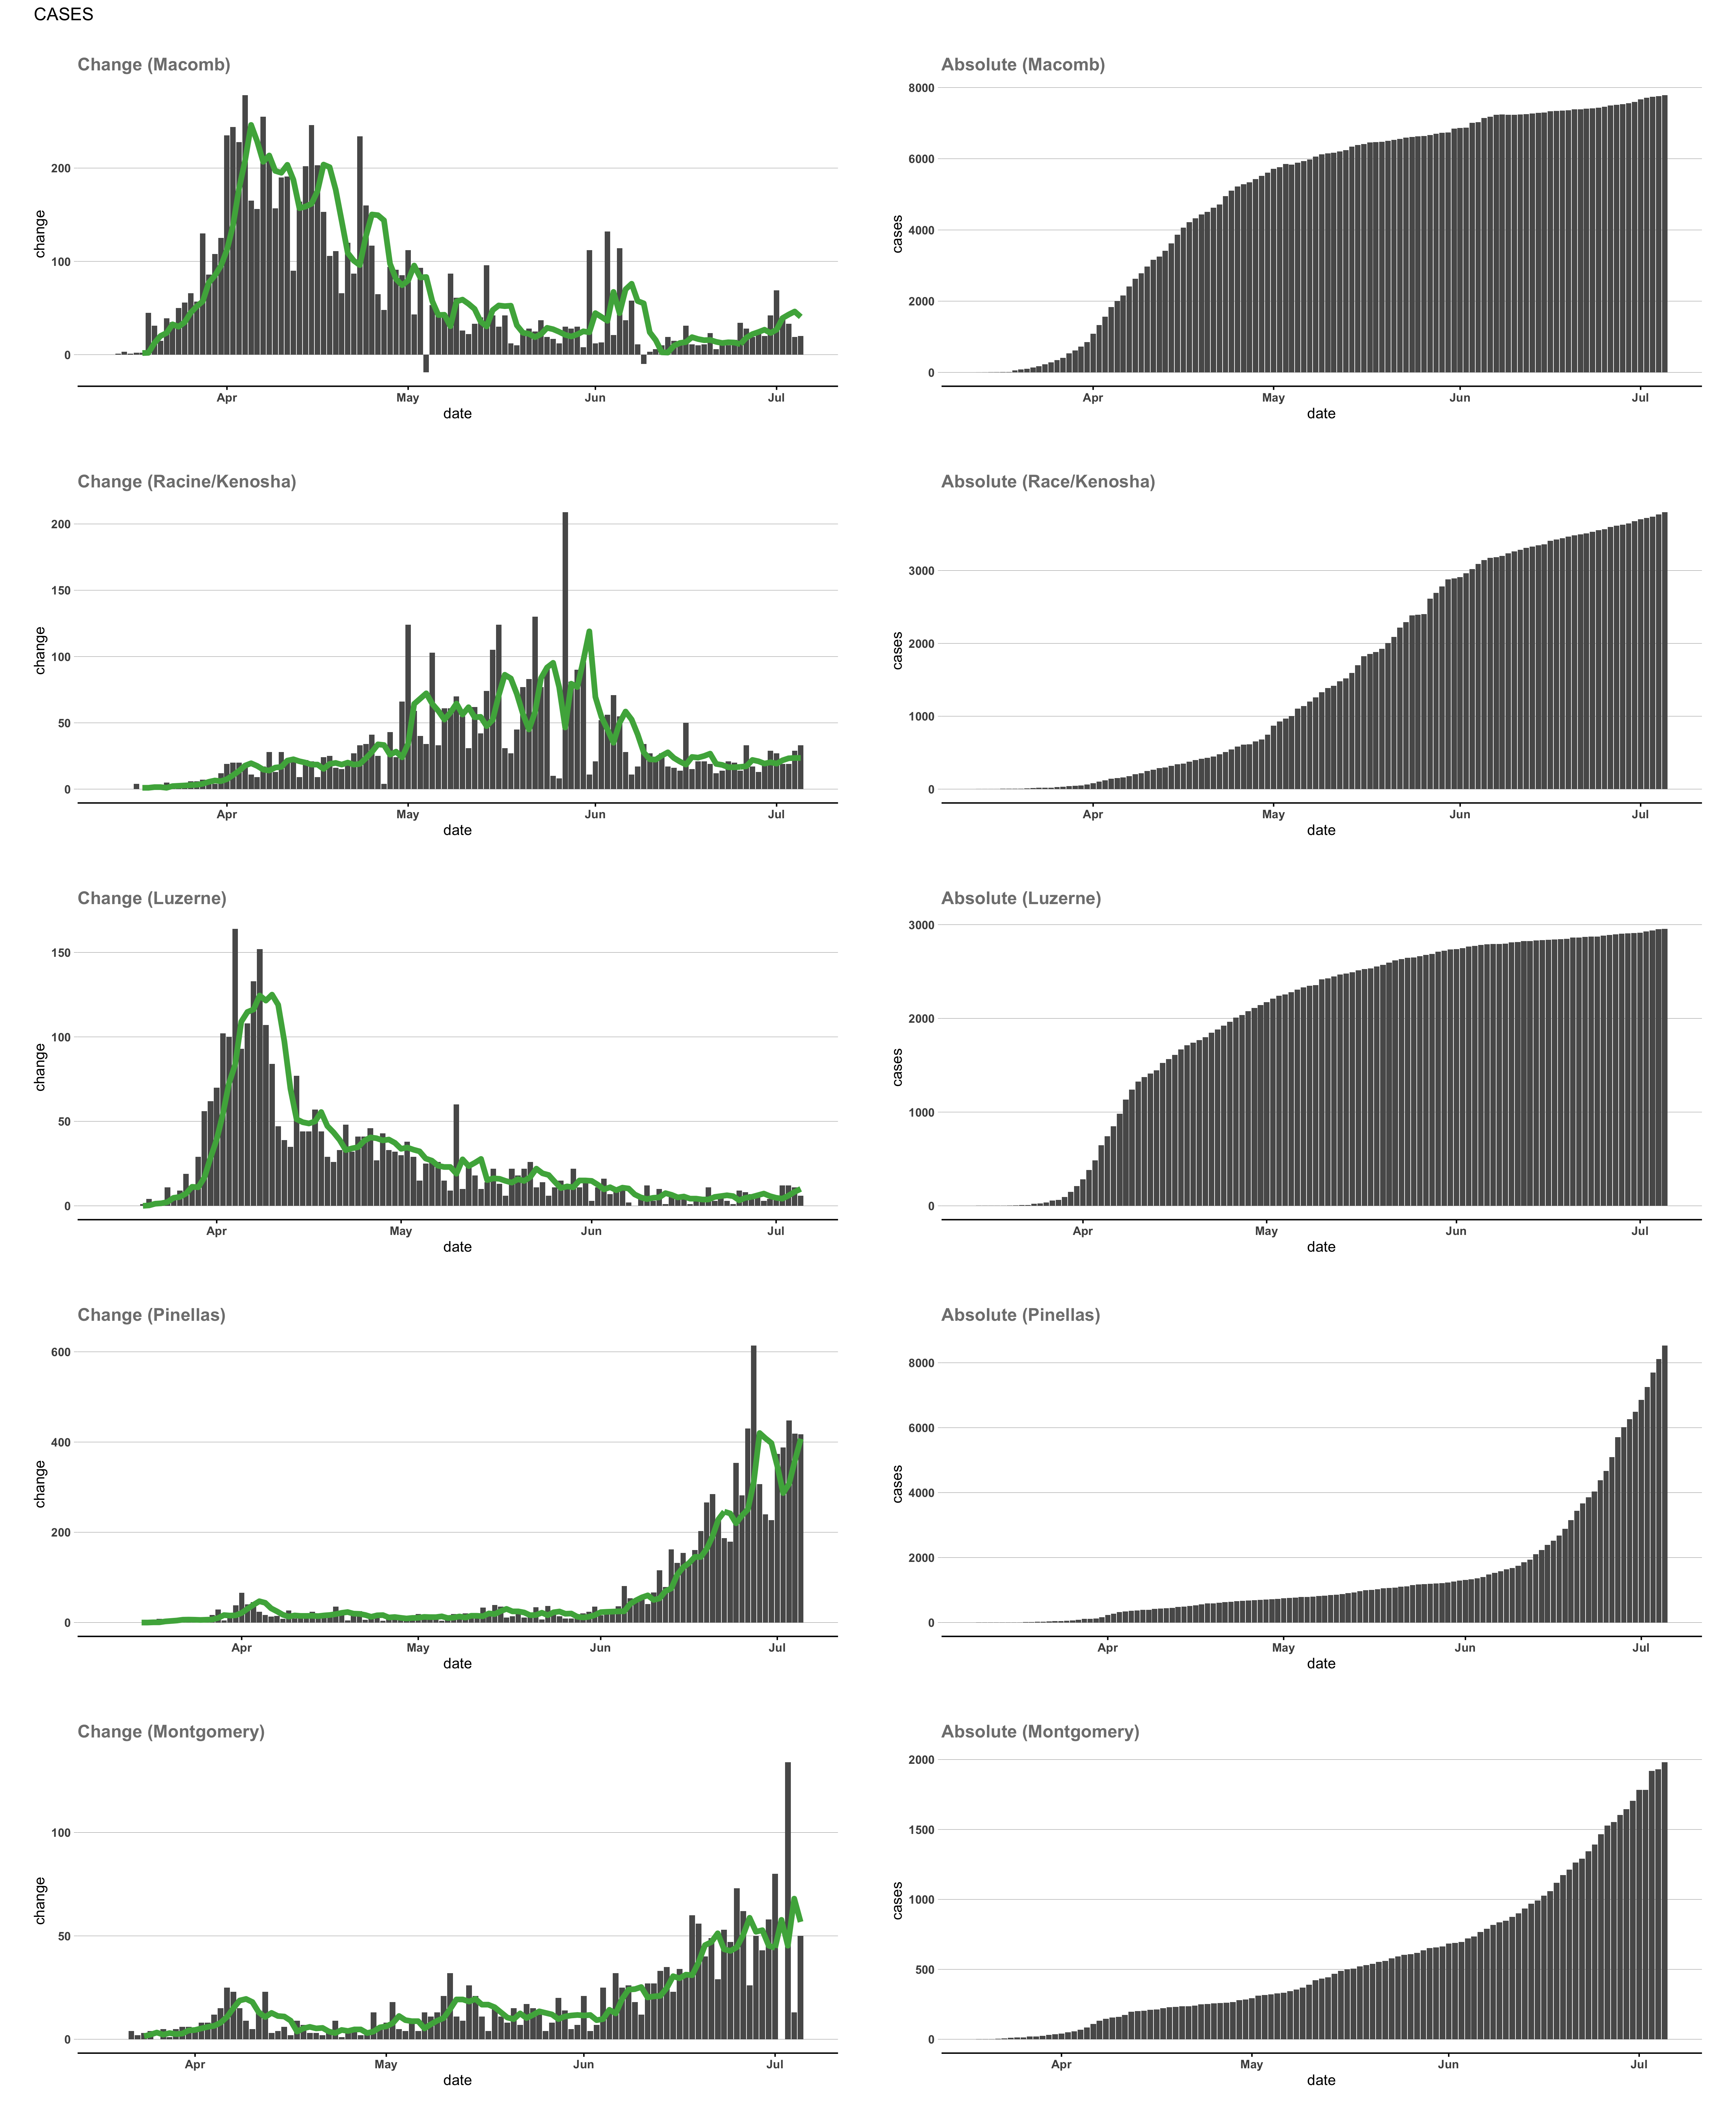 CASES
Change (Macomb)
change
200
100
0
Apr May Jun Jul
date
Absolute (Macomb)
cases
8000
6000
4000
2000
0
Apr May Jun Jul
date
Change (Racine/Kenosha)
change
200
150
100
50
0
Apr May Jun Jul
date
Absolute (Race/Kenosha)
cases
3000
2000
1000
0
Apr May Jun Jul
date
Change (Luzerne)
change
150
100
50
0
Apr May Jun Jul
date
Absolute (Luzerne)
cases
3000
2000
1000
0
Apr May Jun Jul
date
Change (Pinellas)
change
600
400
200
0
Apr May Jun Jul
date
Absolute (Pinellas)
cases
8000
6000
4000
2000
0
Apr May Jun Jul
date
Change (Montgomery)
change
100
50
0
Apr May Jun Jul
date
Absolute (Montgomery)
cases
2000
1500
1000
500
0
Apr May Jun Jul
date